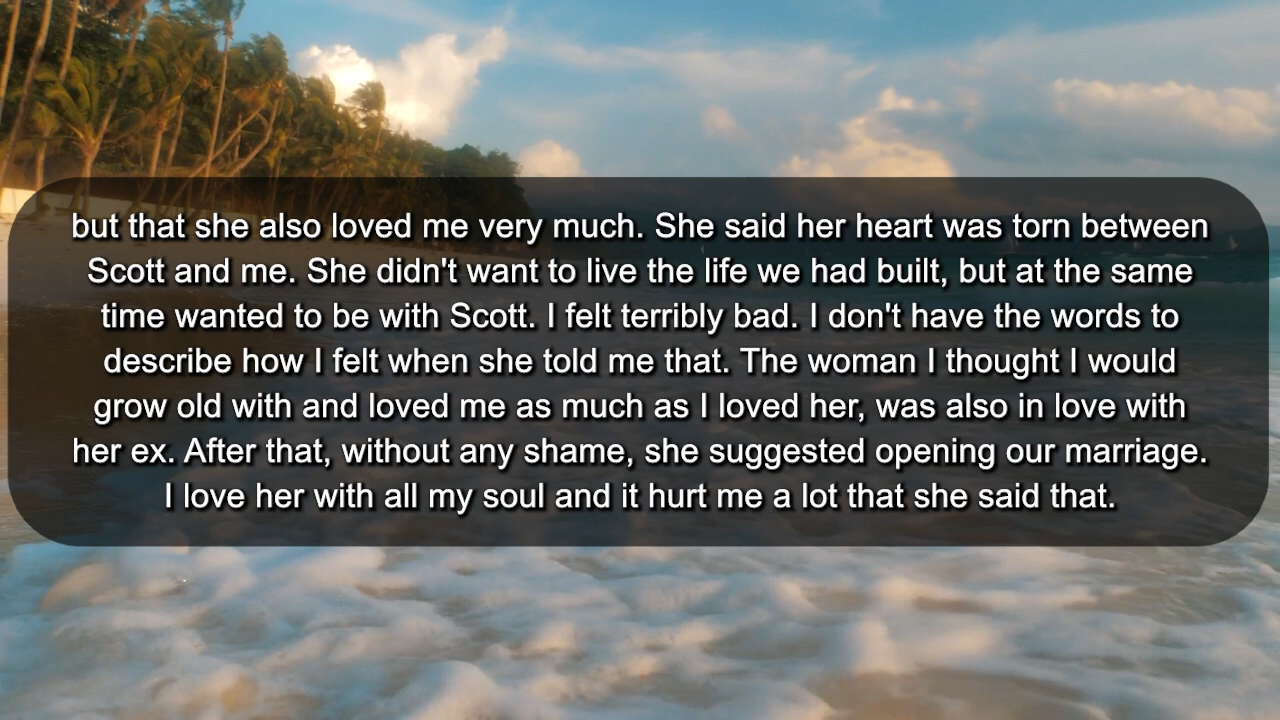 but that she also loved me very much. She said her heart was torn between
Scott and me. She didn't want to live the life we had built, but at the same
time wanted to be with Scott. I felt terribly bad. I don't have the words to
describe how I felt when she told me that. The woman I thought I would
grow old with and loved me as much as I loved her, was also in love with
her ex. After that, without any shame, she suggested opening our marriage.
I love her with all my soul and it hurt me a lot that she said that.